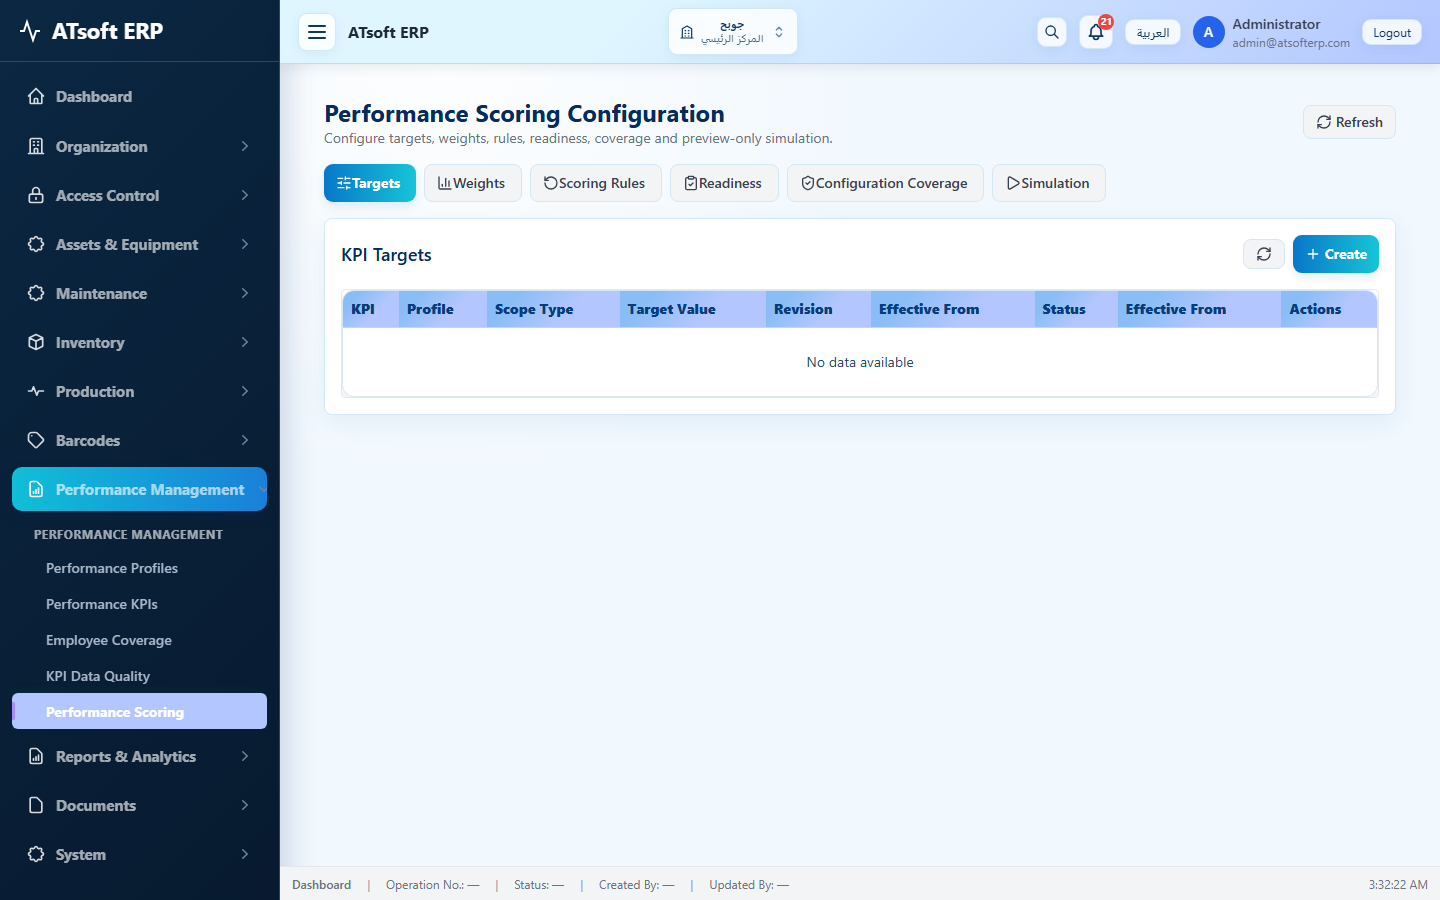 ATsoft ERP
Dashboard
Organization
Access Control
Assets & Equipment
Maintenance
Inventory
Production
Barcodes
Performance Management
PERFORMANCE MANAGEMENT
Performance Profiles
Performance KPIs
Employee Coverage
KPI Data Quality
Performance Scoring
Reports & Analytics
Documents
System
ATsoft ERP
جوبج
المركز الرئيسي
21
العربية
A
Administrator
admin@atsofterp.com
Logout
Performance Scoring Configuration
Configure targets, weights, rules, readiness, coverage and preview-only simulation.
Refresh
Targets Weights Scoring Rules Readiness Configuration Coverage Simulation
KPI Targets
+ Create
KPI Profile Scope Type Target Value Revision Effective From Status Effective From Actions
No data available
Dashboard | Operation No.: — | Status: — | Created By: — | Updated By: — 3:32:22 AM